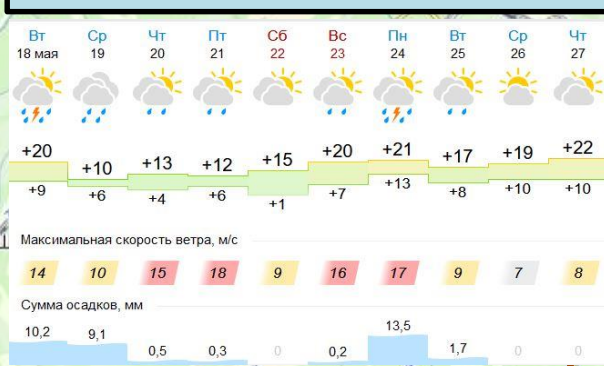 Вт Ср Чт Пт Сб Вс Пн Вт Ср Чт
18 мая 19 20 21 22 23 24 25 26 27
+20 +10 +13 +12 +15 +20 +21 +17 +19 +22
+9 +6 +4 +6 +1 +7 +13 +8 +10 +10
Максимальная скорость ветра, м/с
14 10 15 18 9 16 17 9 7 8
Сумма осадков, мм
10,2 9,1 0,5 0,3 0 0,2 13,5 1,7 0 0